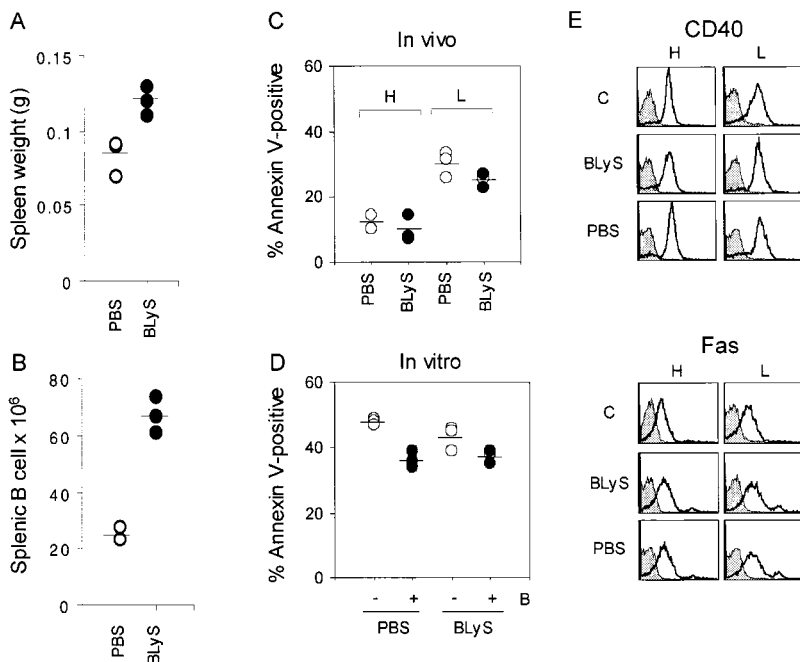 A
Spleen weight (g)
0.15
0.1
0.05
0
PBS
BLyS
B
Splenic B cell x 10⁶
80
60
40
20
0
PBS
BLyS
C
In vivo
% Annexin V-positive
60
40
20
0
H
L
PBS
BLyS
PBS
BLyS
D
In vitro
% Annexin V-positive
60
40
20
0
- + - + B
PBS BLyS
E
CD40
H L
C
BLyS
PBS
Fas
H L
C
BLyS
PBS